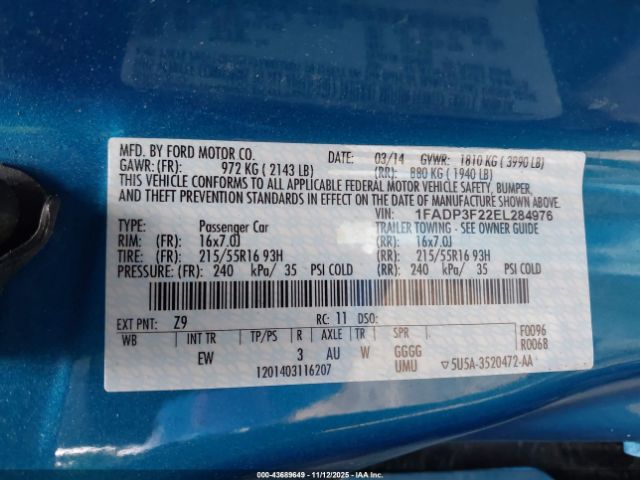 MFD. BY FORD MOTOR CO. DATE: 03/14 GVWR: 1810 KG ( 3990 LB)
GAWR: (FR): 972 KG ( 2143 LB) (RR): 880 KG ( 1940 LB)
THIS VEHICLE CONFORMS TO ALL APPLICABLE FEDERAL MOTOR VEHICLE SAFETY, BUMPER,
AND THEFT PREVENTION STANDARDS IN EFFECT ON THE DATE OF MANUFACTURE SHOWN ABOVE.
VIN: 1FADP3F22EL284976
TYPE: Passenger Car TRAILER TOWING - SEE OWNER GUIDE
RIM: (FR): 16x7.0J (RR): 16x7.0J
TIRE: (FR): 215/55R16 93H (RR): 215/55R16 93H
PRESSURE: (FR): 240 kPa/ 35 PSI COLD (RR): 240 kPa/ 35 PSI COLD
EXT PNT: Z9 RC: 11 DSO: F0096
WB INT TR TP/PS R AXLE TR SPR R0068
EW 3 AU W GGGG
1201403116207 UMU ▽5U5A-3520472-AA
120 - 43689649 - 11/12/2025 - IAAI.CA